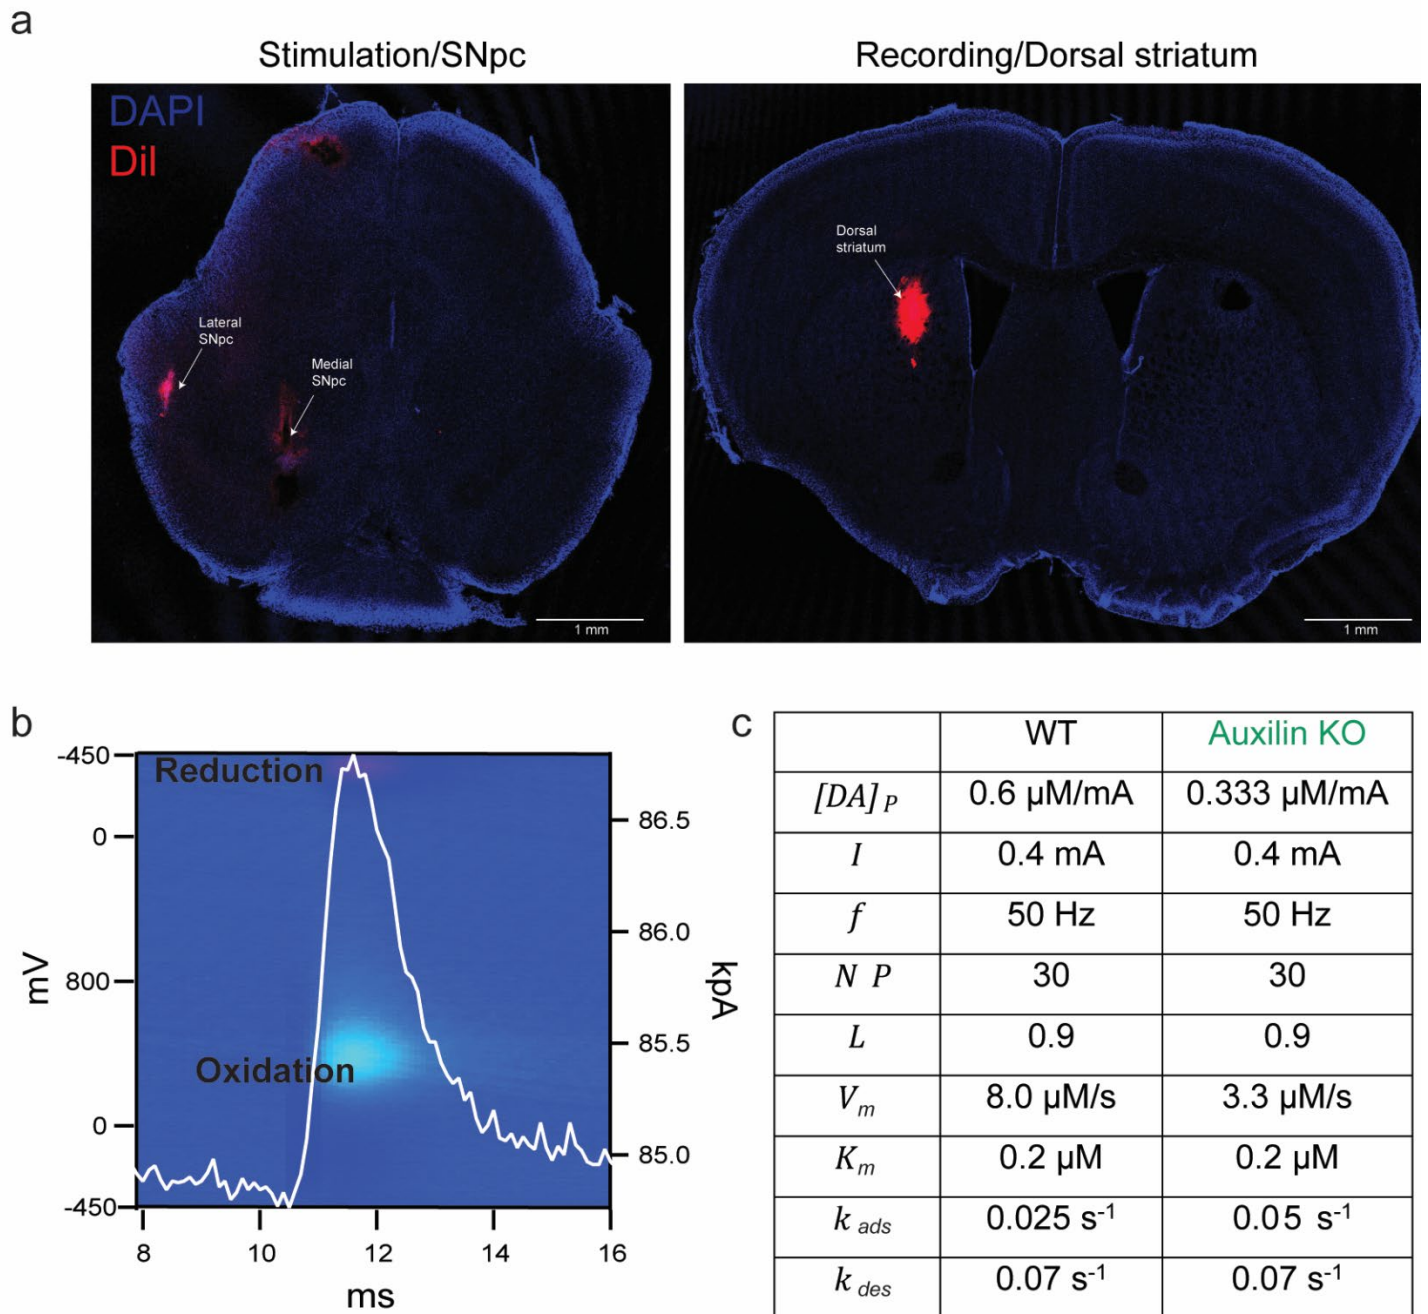 a
Stimulation/SNpc
Recording/Dorsal striatum
DAPI
Dil
Lateral
SNpc
Medial
SNpc
1 mm
Dorsal
striatum
1 mm
b
Reduction
Oxidation
-450
0
800
0
-450
mV
86.5
86.0
85.5
85.0
kpA
8 10 12 14 16
ms
c
WT Auxilin KO
[DA] P 0.6 µM/mA 0.333 µM/mA
I 0.4 mA 0.4 mA
f 50 Hz 50 Hz
N P 30 30
L 0.9 0.9
Vm 8.0 µM/s 3.3 µM/s
Km 0.2 µM 0.2 µM
k ads 0.025 s-1 0.05 s-1
k des 0.07 s-1 0.07 s-1